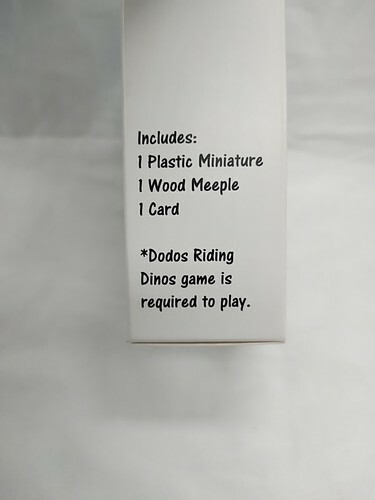 Includes:
1 Plastic Miniature
1 Wood Meeple
1 Card
*Dodos Riding
Dinos game is
required to play.